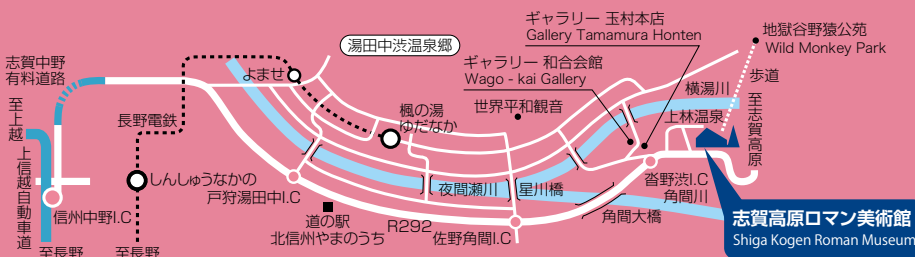 志賀中野
有料道路
至上越
上信越自動車道
信州中野I.C
至長野
長野電鉄
しんしゅうなかの
至長野
よませ
湯田中渋温泉郷
楓の湯
ゆだなか
戸狩湯田中I.C
道の駅
北信州やまのうち
R292
佐野角間I.C
夜間瀬川
星川橋
角間大橋
世界平和観音
ギャラリー 和合会館
Wago - kai Gallery
ギャラリー 玉村本店
Gallery Tamamura Honten
地獄谷野猿公苑
Wild Monkey Park
歩道
至志賀高原
横湯川
上林温泉
沓野渋I.C
角間川
志賀高原ロマン美術館
Shiga Kogen Roman Museum